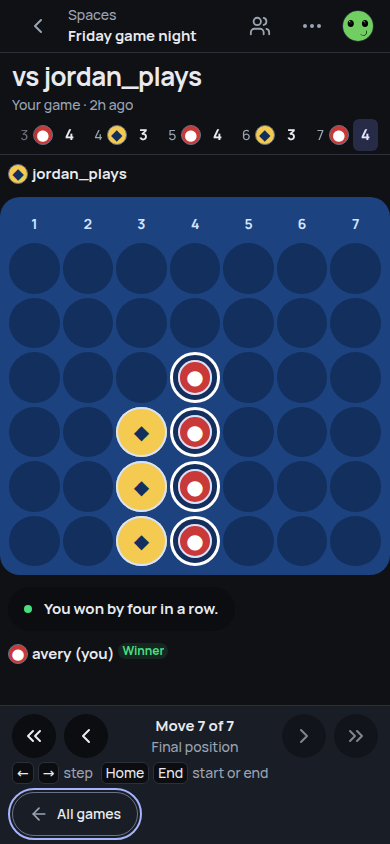 Spaces
Friday game night
vs jordan_plays
Your game · 2h ago
3 4 4 3 5 4 6 3 7 4
jordan_plays
1 2 3 4 5 6 7
You won by four in a row.
avery (you) Winner
Move 7 of 7
Final position
← → step Home End start or end
← All games